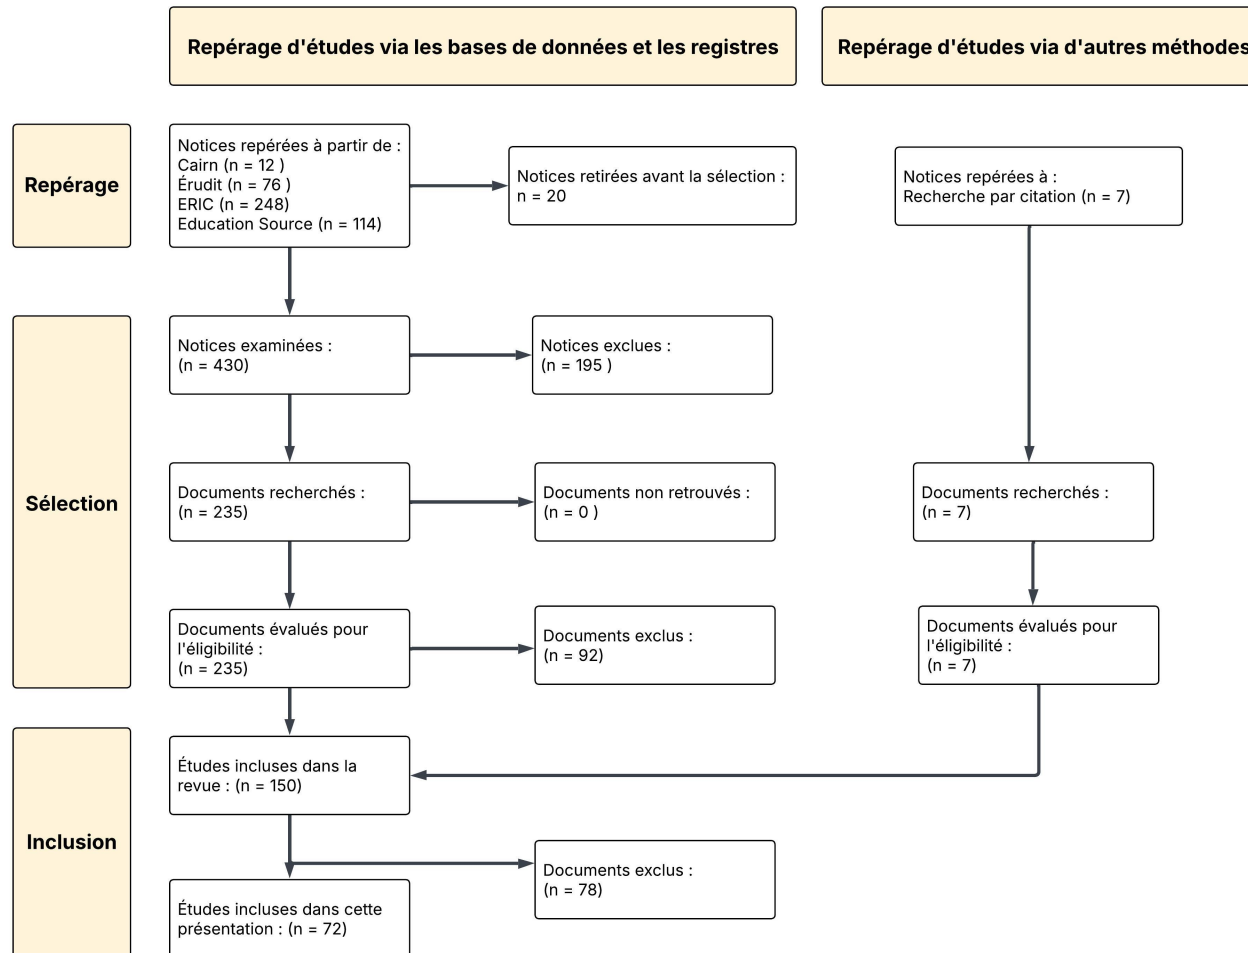 Repérage d'études via les bases de données et les registres
Repérage d'études via d'autres méthodes
Repérage
Notices repérées à partir de :
Cairn (n = 12 )
Érudit (n = 76 )
ERIC (n = 248)
Education Source (n = 114)
Notices retirées avant la sélection :
n = 20
Notices repérées à :
Recherche par citation (n = 7)
Sélection
Notices examinées :
(n = 430)
Notices exclues :
(n = 195 )
Documents recherchés :
(n = 235)
Documents non retrouvés :
(n = 0 )
Documents recherchés :
(n = 7)
Documents évalués pour
l'éligibilité :
(n = 235)
Documents exclus :
(n = 92)
Documents évalués pour
l'éligibilité :
(n = 7)
Inclusion
Études incluses dans la
revue : (n = 150)
Documents exclus :
(n = 78)
Études incluses dans cette
présentation : (n = 72)